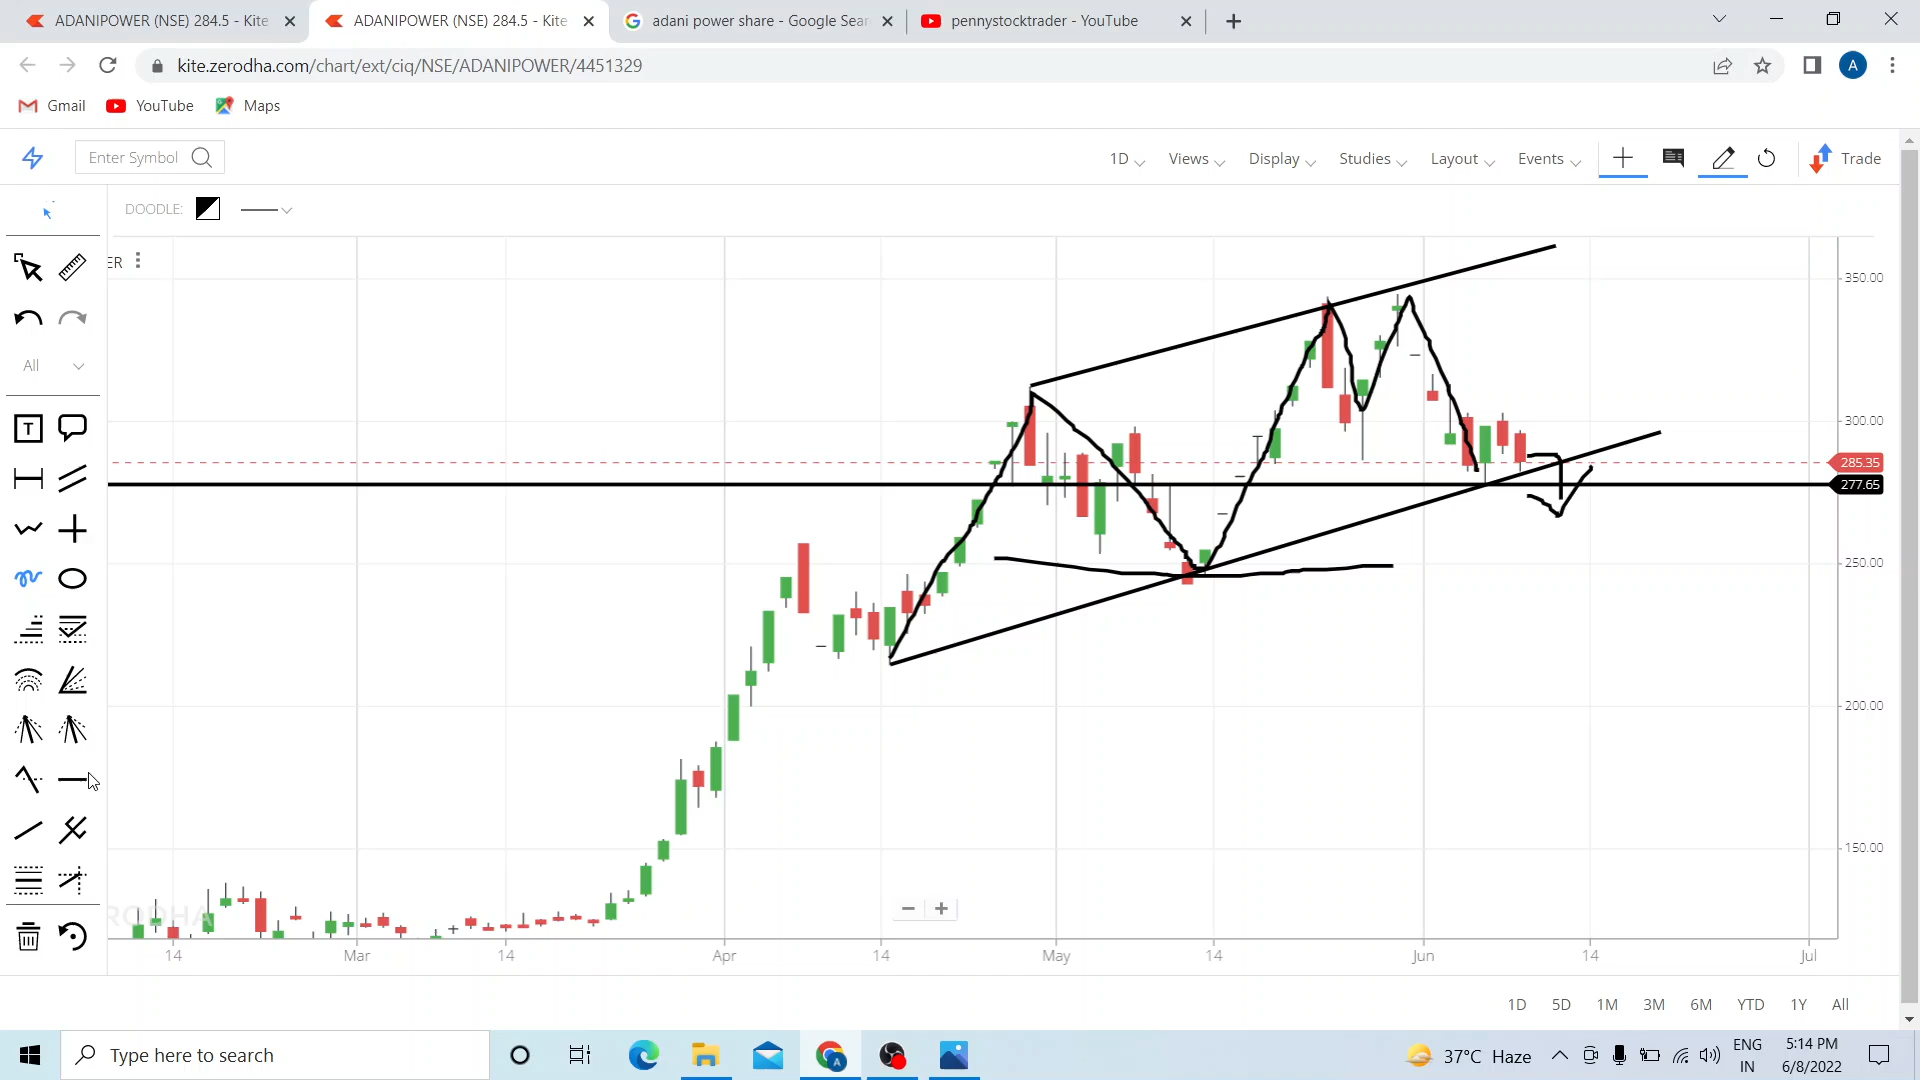 ADANIPOWER (NSE) 284.5 - Kite
ADANIPOWER (NSE) 284.5 - Kite
adani power share - Google Sear
pennystocktrader - YouTube
kite.zerodha.com/chart/ext/ciq/NSE/ADANIPOWER/4451329
A
Gmail
YouTube
Maps
Enter Symbol
1D
Views
Display
Studies
Layout
Events
Trade
DOODLE:
ER
All
T
350.00
300.00
285.35
277.65
250.00
200.00
150.00
RODHA
14
Mar
14
Apr
14
May
14
Jun
14
Jul
1D 5D 1M 3M 6M YTD 1Y All
Type here to search
A
37°C Haze
ENG
IN
5:14 PM
6/8/2022